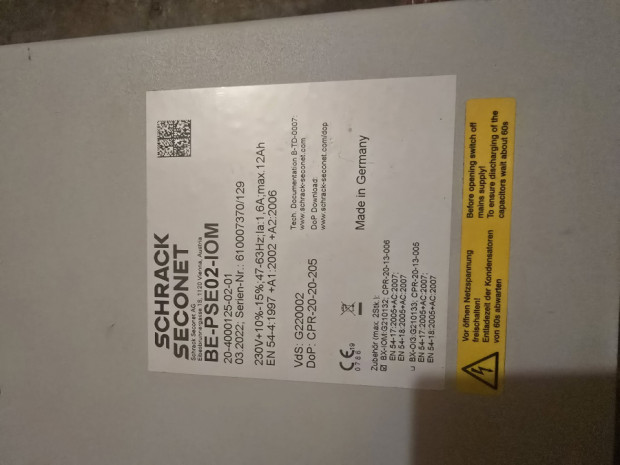 SCHRACK
SECONET
Schrack Seconet AG
Eibesbrunnergasse 18, 1120 Vienna, Austria
BE-PSE02-IOM
20-4000125-02-01
03.2022; Serien-Nr.: 610007370/129
230V+10%-15%,47-63Hz;Ia:1,6A,max.12Ah
EN 54-4:1997 +A1:2002 +A2:2006
VdS: G220002
DoP: CPR-20-20-205
Tech. Documentation B-TD-0007:
www.schrack-seconet.com
DoP Download:
www.schrack-seconet.com/dop
CE 19
0786
Made in Germany
Zubehör (max. 2Stk.):
☑ BX-IOM:G210132; CPR-20-13-006
EN 54-17:2005+AC:2007;
EN 54-18:2005+AC:2007;
☐ BX-OI3:G210133; CPR-20-13-005
EN 54-17:2005+AC:2007;
EN 54-18:2005+AC:2007
Vor öffnen Netzspannung
freischalten!
Entladezeit der Kondensatoren
von 60s abwarten
Before opening switch off
mains supply!
To ensure discharging of the
capacitors wait about 60s